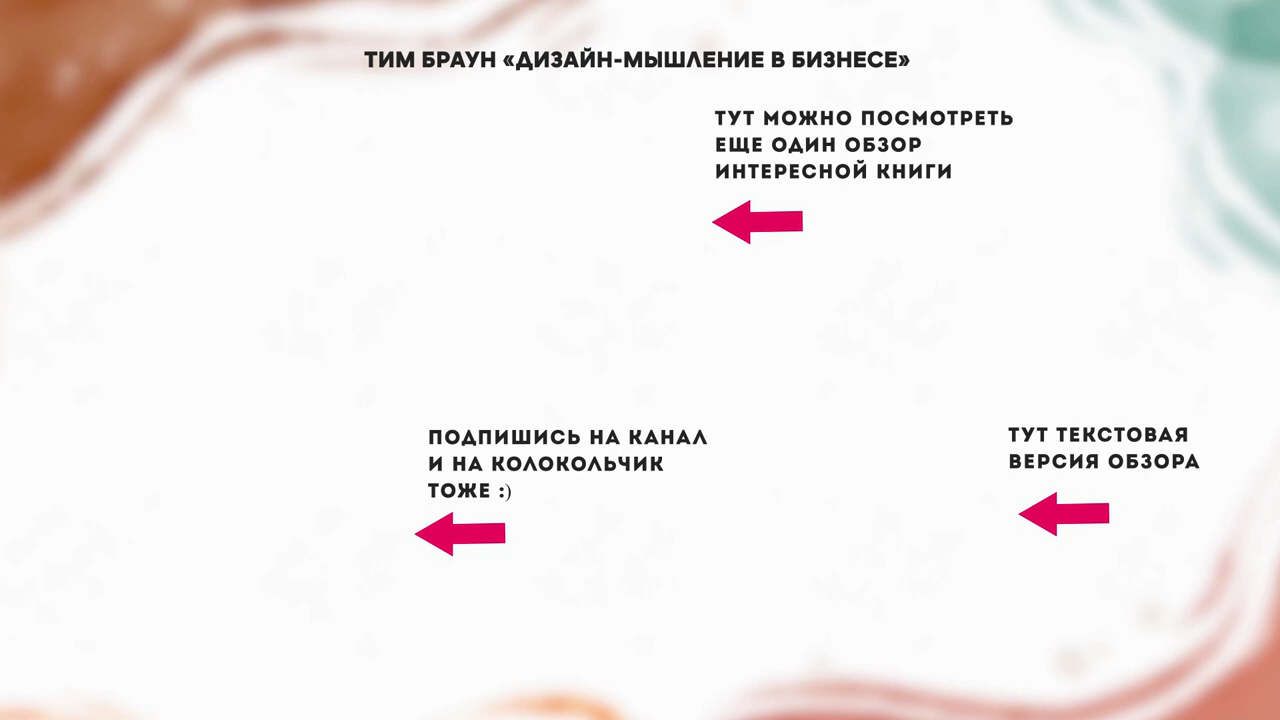 ТИМ БРАУН «ДИЗАЙН-МЫШЛЕНИЕ В БИЗНЕСЕ»
ТУТ МОЖНО ПОСМОТРЕТЬ
ЕЩЕ ОДИН ОБЗОР
ИНТЕРЕСНОЙ КНИГИ
ПОДПИШИСЬ НА КАНАЛ
И НА КОЛОКОЛЬЧИК
ТОЖЕ :)
ТУТ ТЕКСТОВАЯ
ВЕРСИЯ ОБЗОРА